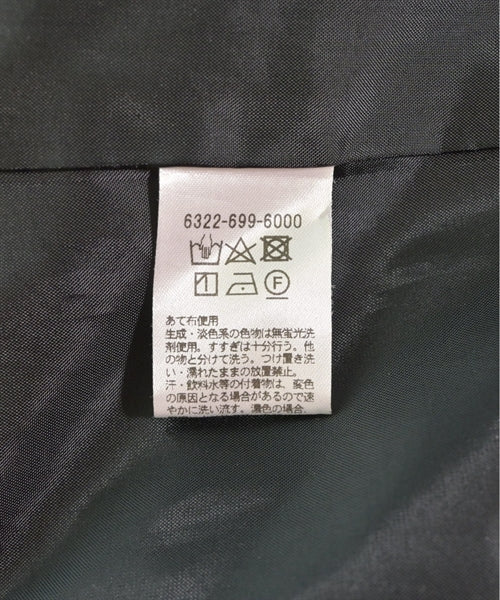 6322-699-6000
F
あて布使用
生成・淡色系の色物は無蛍光洗
剤使用。すすぎは十分行う。他
の物と分けて洗う。つけ置き洗
い・濡れたままの放置禁止。
汗・飲料水等の付着物は、変色
の原因となる場合があるので速
やかに洗い流す。濃色の場合、